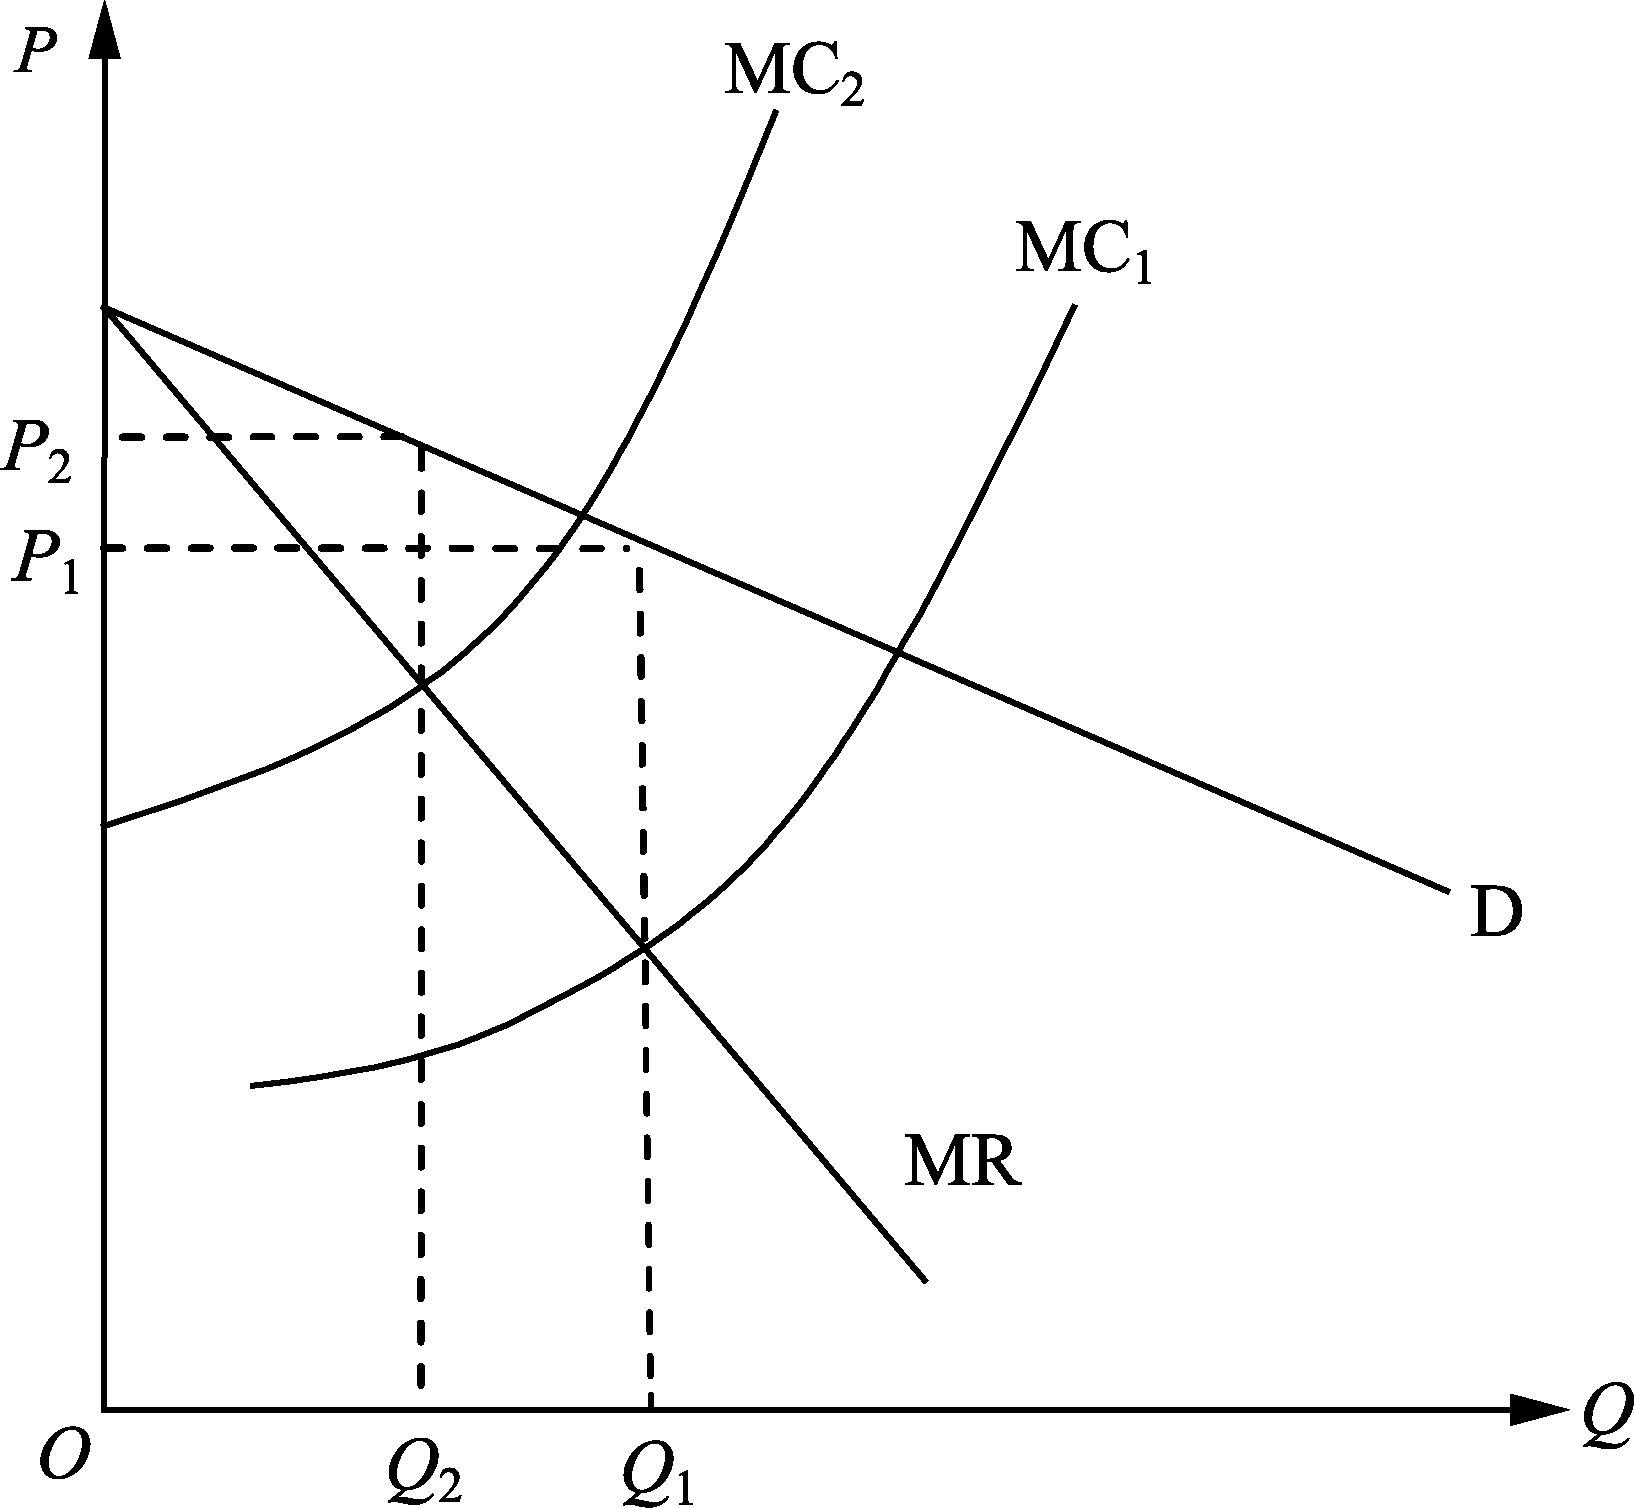 P
MC₂
MC₁
P₂
P₁
D
MR
O
Q₂
Q₁
Q